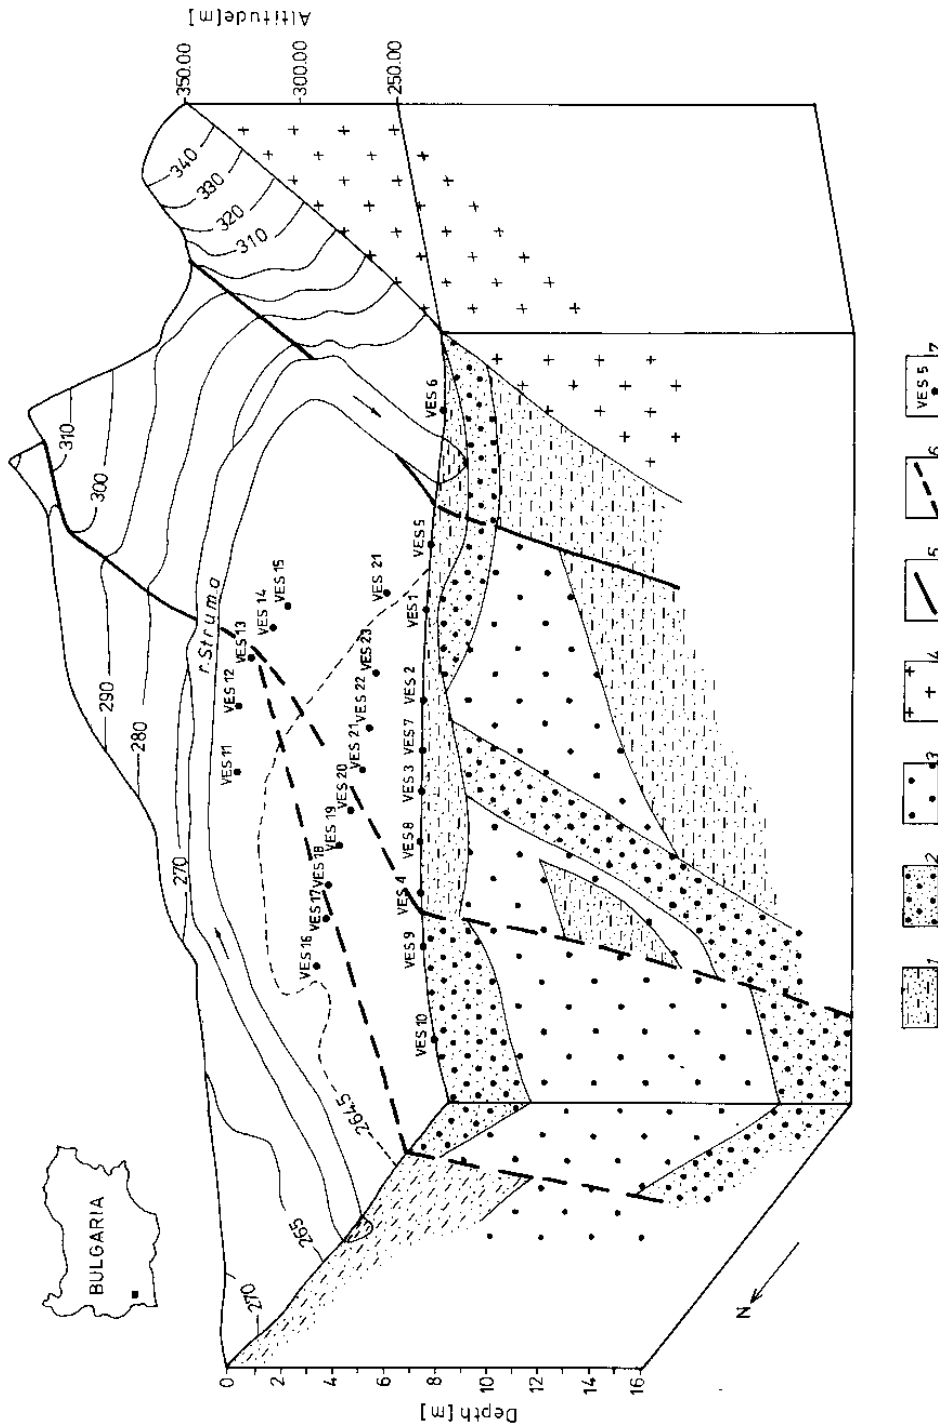 Altitude[m]
350.00
300.00
250.00
340
330
320
310
310
300
290
280
270
r. Struma
VES 11
VES 12
VES 13
VES 14
VES 15
VES 16
VES 17
VES 18
VES 19
VES 20
VES 21
VES 22
VES 23
VES 21
VES 10
VES 9
VES 4
VES 8
VES 3
VES 7
VES 2
VES 1
VES 5
VES 6
264.5
265
270
BULGARIA
N
0
2
4
6
8
10
12
14
16
Depth [m]
1
2
3
4
5
6
VES 5
7